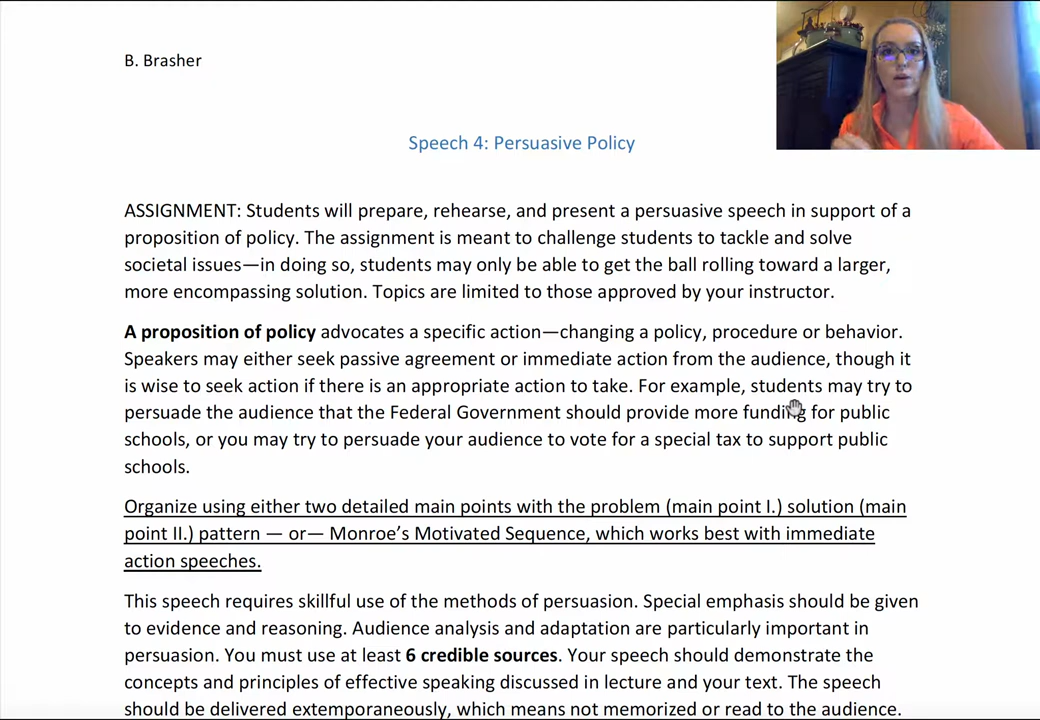 B. Brasher
Speech 4: Persuasive Policy
ASSIGNMENT: Students will prepare, rehearse, and present a persuasive speech in support of a
proposition of policy. The assignment is meant to challenge students to tackle and solve
societal issues—in doing so, students may only be able to get the ball rolling toward a larger,
more encompassing solution. Topics are limited to those approved by your instructor.
A proposition of policy advocates a specific action—changing a policy, procedure or behavior.
Speakers may either seek passive agreement or immediate action from the audience, though it
is wise to seek action if there is an appropriate action to take. For example, students may try to
persuade the audience that the Federal Government should provide more funding for public
schools, or you may try to persuade your audience to vote for a special tax to support public
schools.
Organize using either two detailed main points with the problem (main point I.) solution (main
point II.) pattern — or— Monroe’s Motivated Sequence, which works best with immediate
action speeches.
This speech requires skillful use of the methods of persuasion. Special emphasis should be given
to evidence and reasoning. Audience analysis and adaptation are particularly important in
persuasion. You must use at least 6 credible sources. Your speech should demonstrate the
concepts and principles of effective speaking discussed in lecture and your text. The speech
should be delivered extemporaneously, which means not memorized or read to the audience.